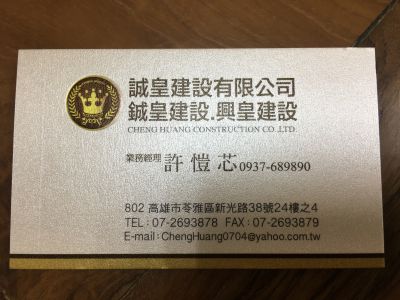 誠皇建設有限公司
鋮皇建設.興皇建設
CHENG HUANG CONSTRUCTION CO.,LTD.
業務經理 許愷芯 0937-689890
802 高雄市苓雅區新光路38號24樓之4
TEL：07-2693878 FAX：07-2693879
E-mail：ChengHuang0704@yahoo.com.tw